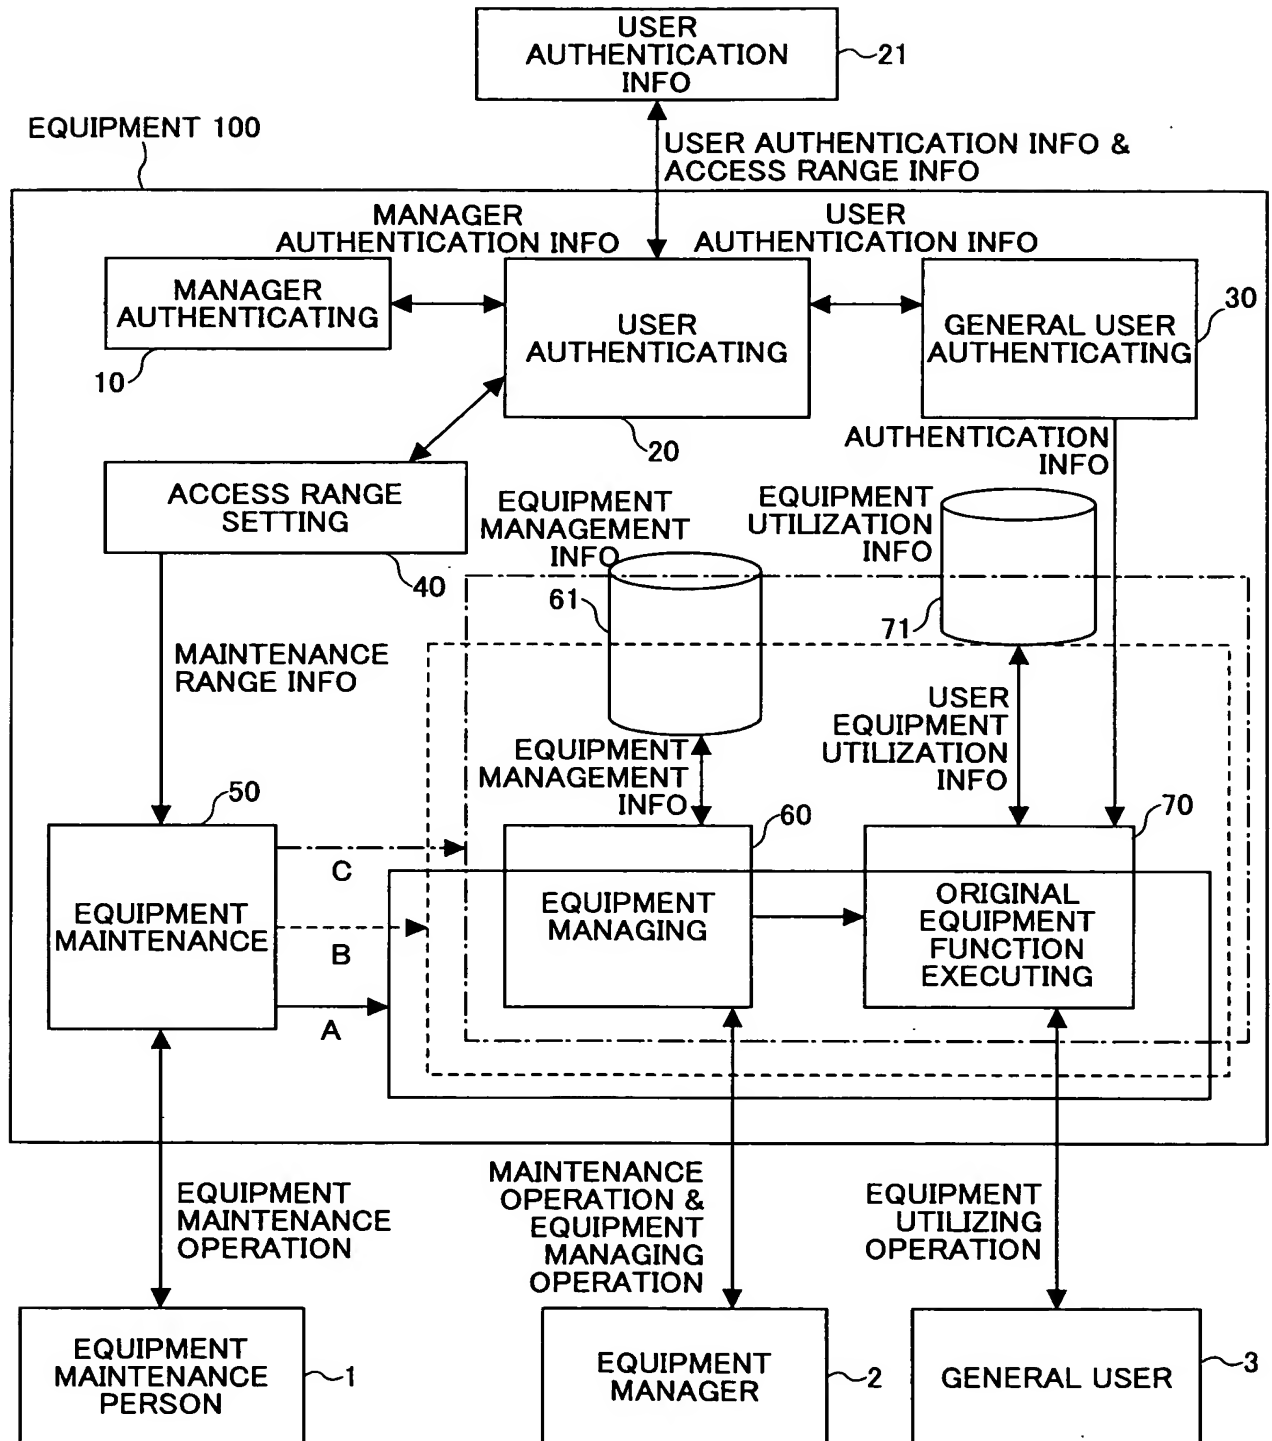 USER
AUTHENTICATION
INFO
21
EQUIPMENT 100
USER AUTHENTICATION INFO &
ACCESS RANGE INFO
MANAGER
AUTHENTICATION INFO
USER
AUTHENTICATION INFO
MANAGER
AUTHENTICATING
10
USER
AUTHENTICATING
20
GENERAL USER
AUTHENTICATING
30
AUTHENTICATION
INFO
ACCESS RANGE
SETTING
40
EQUIPMENT
MANAGEMENT
INFO
61
EQUIPMENT
UTILIZATION
INFO
71
MAINTENANCE
RANGE INFO
USER
EQUIPMENT
UTILIZATION
INFO
EQUIPMENT
MANAGEMENT
INFO
50
60
70
EQUIPMENT
MAINTENANCE
C
B
A
EQUIPMENT
MANAGING
ORIGINAL
EQUIPMENT
FUNCTION
EXECUTING
EQUIPMENT
MAINTENANCE
OPERATION
MAINTENANCE
OPERATION &
EQUIPMENT
MANAGING
OPERATION
EQUIPMENT
UTILIZING
OPERATION
EQUIPMENT
MAINTENANCE
PERSON
1
EQUIPMENT
MANAGER
2
GENERAL USER
3